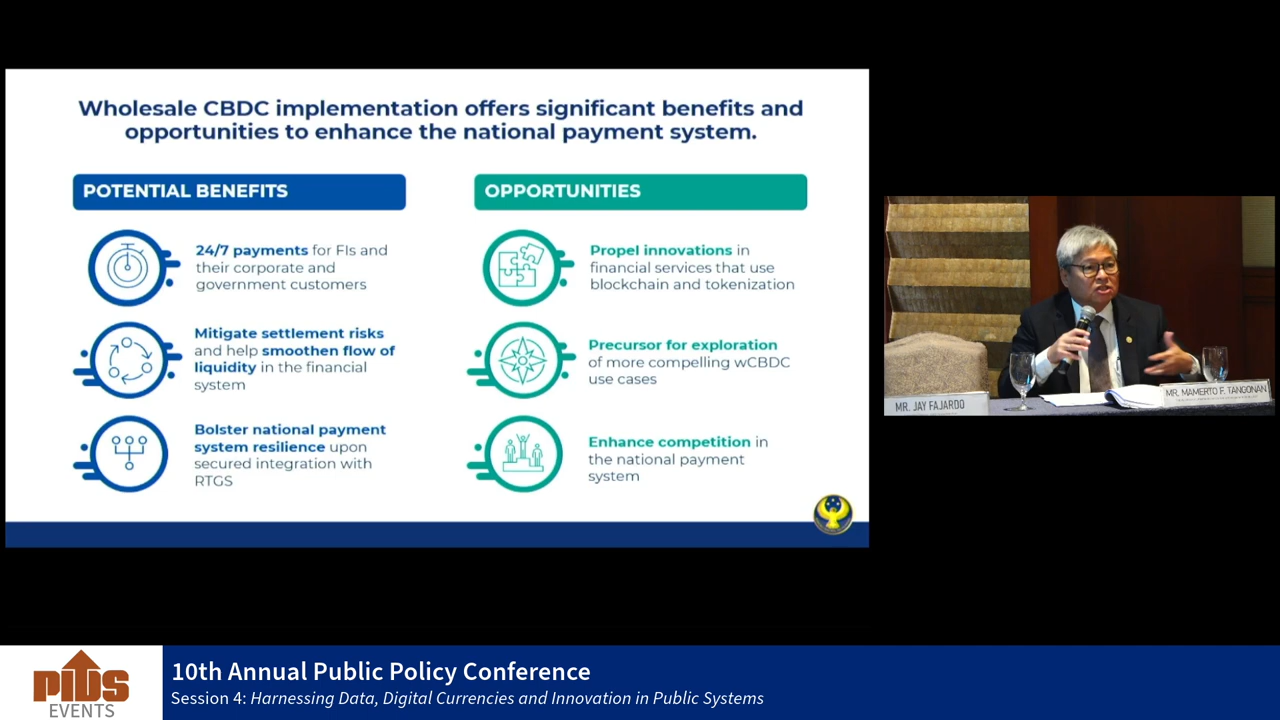 Wholesale CBDC implementation offers significant benefits and
opportunities to enhance the national payment system.
POTENTIAL BENEFITS
24/7 payments for FIs and
their corporate and
government customers
Mitigate settlement risks
and help smoothen flow of
liquidity in the financial
system
Bolster national payment
system resilience upon
secured integration with
RTGS
OPPORTUNITIES
Propel innovations in
financial services that use
blockchain and tokenization
Precursor for exploration
of more compelling wCBDC
use cases
Enhance competition in
the national payment
system
MR. JAY FAJARDO
MR. MAMERTO F. TANGONAN
PIDS
EVENTS
10th Annual Public Policy Conference
Session 4: Harnessing Data, Digital Currencies and Innovation in Public Systems